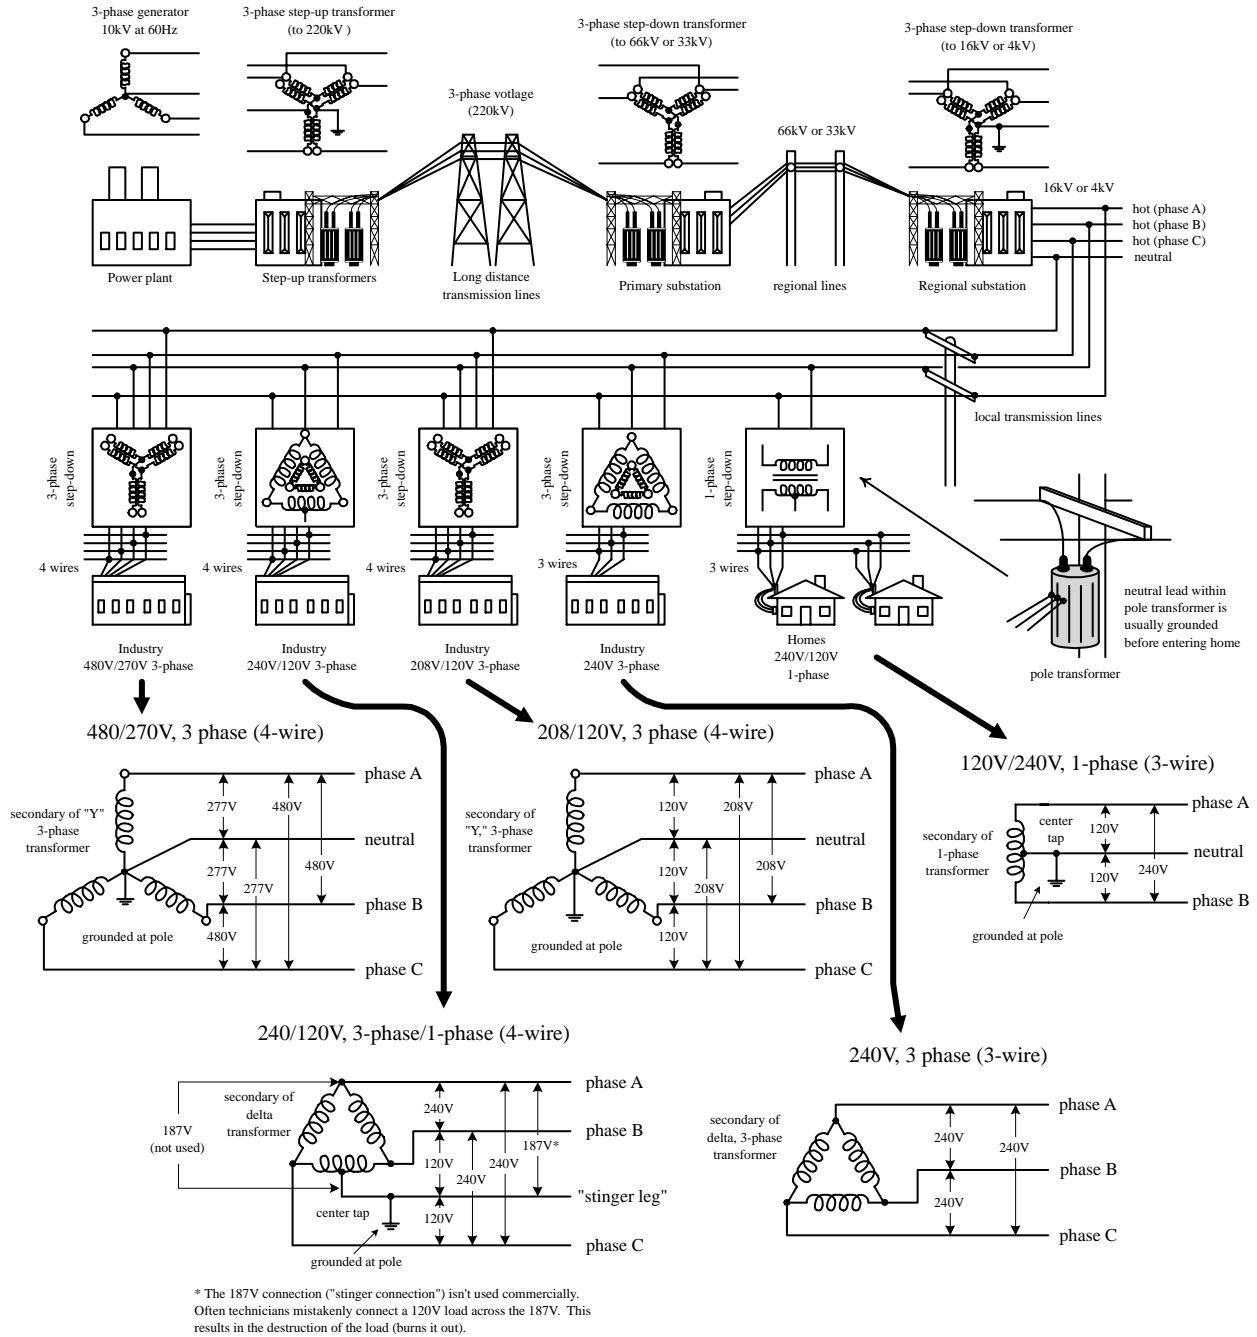 3-phase generator
10kV at 60Hz
3-phase step-up transformer
(to 220kV )
3-phase step-down transformer
(to 66kV or 33kV)
3-phase step-down transformer
(to 16kV or 4kV)
3-phase votlage
(220kV)
66kV or 33kV
16kV or 4kV
hot (phase A)
hot (phase B)
hot (phase C)
neutral
Power plant
Step-up transformers
Long distance
transmission lines
Primary substation
regional lines
Regional substation
local transmission lines
3-phase
step-down
3-phase
step-down
3-phase
step-down
3-phase
step-down
1-phase
step-down
4 wires
4 wires
4 wires
3 wires
3 wires
Industry
480V/270V 3-phase
Industry
240V/120V 3-phase
Industry
208V/120V 3-phase
Industry
240V 3-phase
Homes
240V/120V
1-phase
neutral lead within
pole transformer is
usually grounded
before entering home
pole transformer
480/270V, 3 phase (4-wire)
secondary of "Y"
3-phase
transformer
grounded at pole
277V
480V
277V
277V
480V
480V
phase A
neutral
phase B
phase C
208/120V, 3 phase (4-wire)
secondary of
"Y," 3-phase
transformer
grounded at pole
120V
208V
120V
208V
208V
120V
phase A
neutral
phase B
phase C
120V/240V, 1-phase (3-wire)
secondary of
1-phase
transformer
center
tap
grounded at pole
120V
120V
240V
phase A
neutral
phase B
240/120V, 3-phase/1-phase (4-wire)
187V
(not used)
secondary of
delta
transformer
center tap
grounded at pole
240V
120V
240V
240V
187V*
120V
phase A
phase B
"stinger leg"
phase C
* The 187V connection ("stinger connection") isn't used commercially.
Often technicians mistakenly connect a 120V load across the 187V. This
results in the destruction of the load (burns it out).
240V, 3 phase (3-wire)
secondary of
delta, 3-phase
transformer
240V
240V
240V
phase A
phase B
phase C